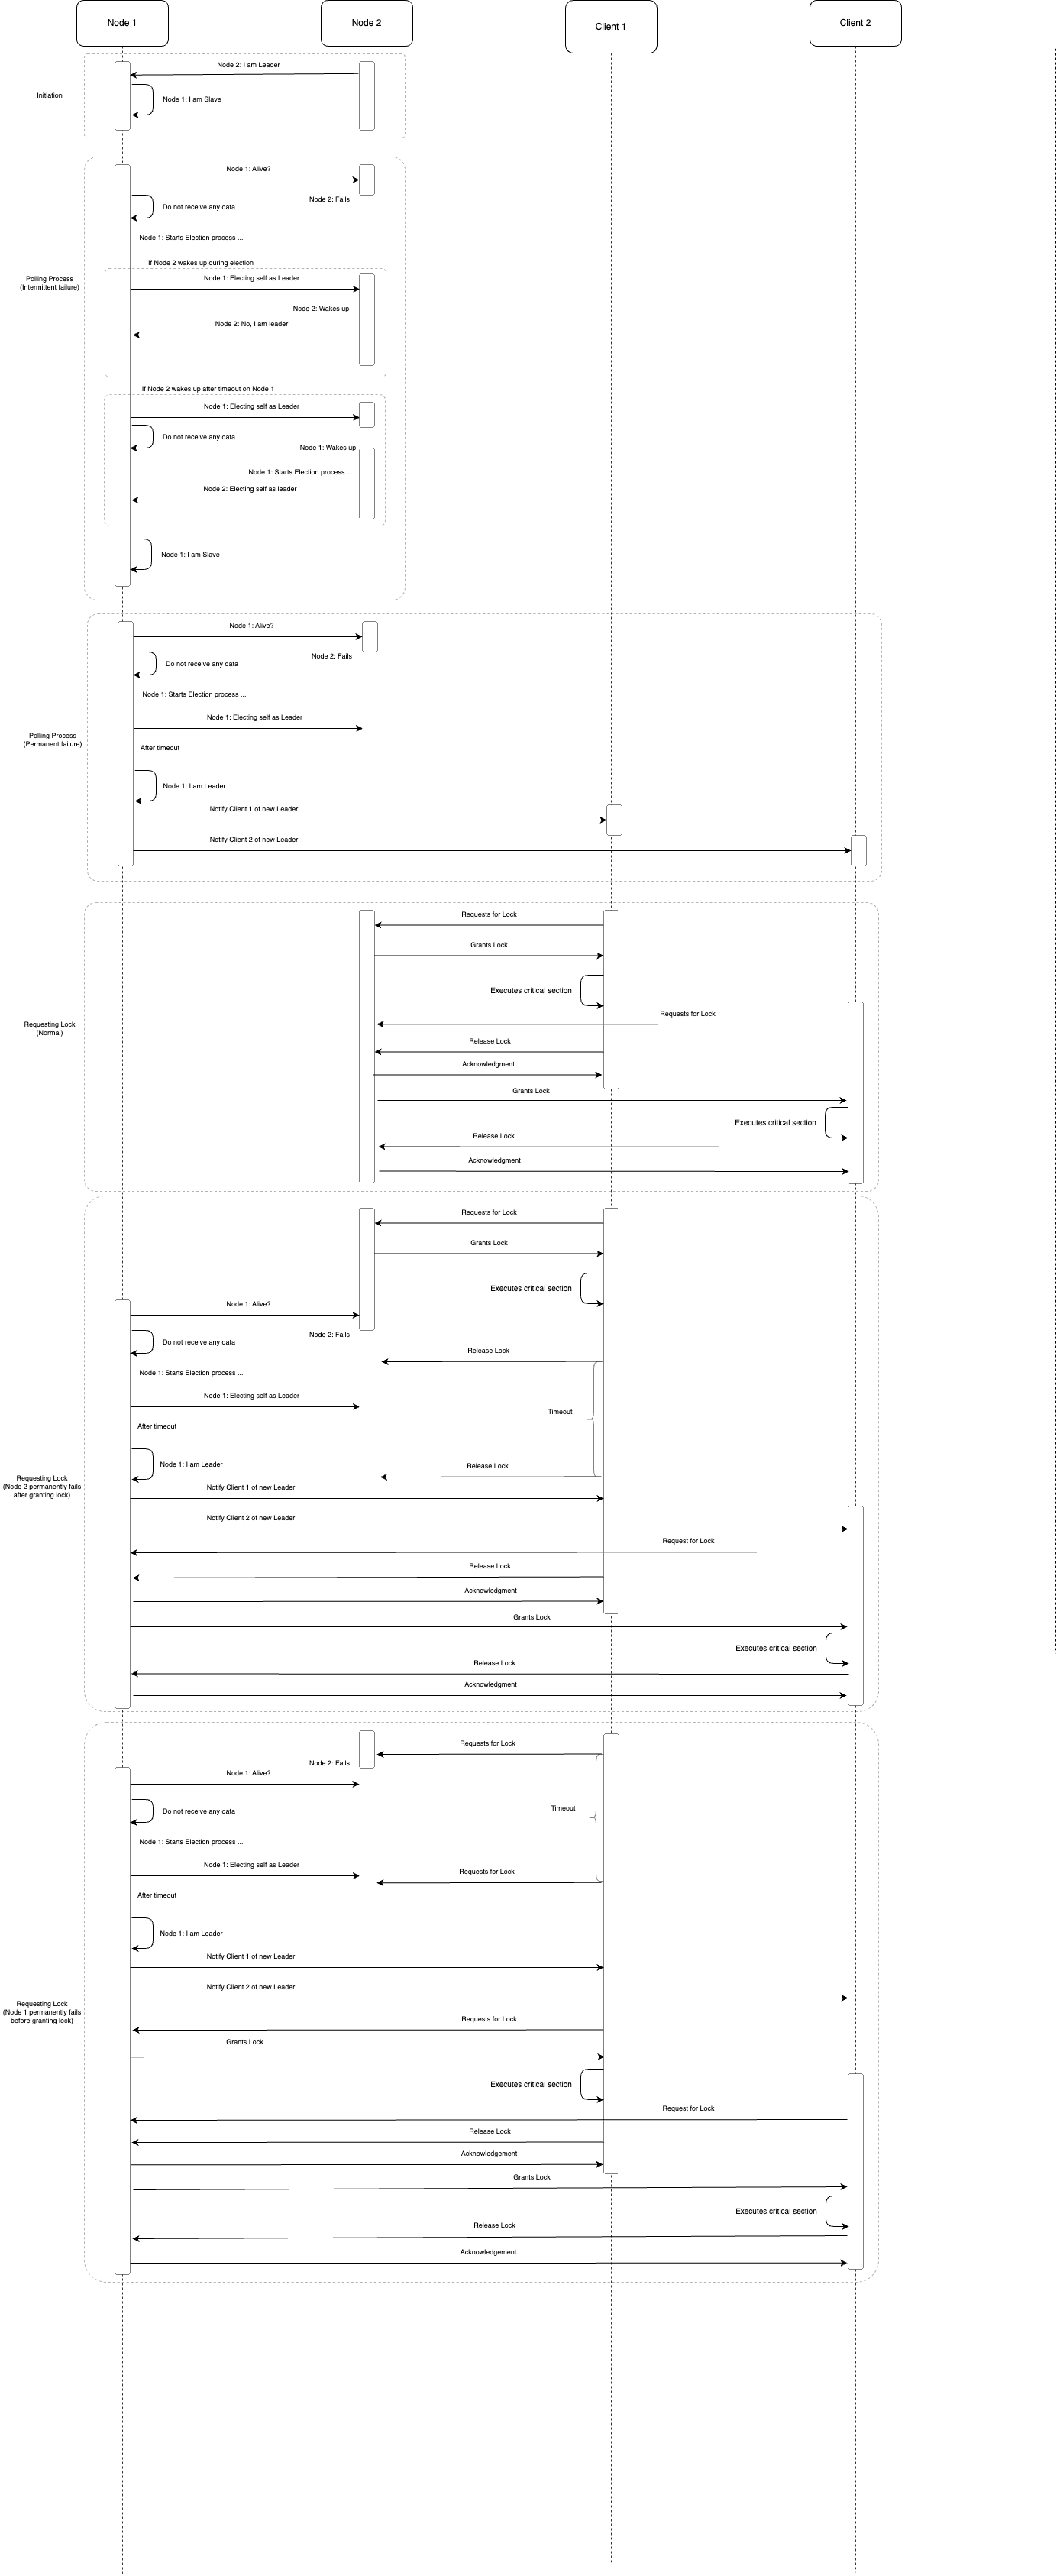 Node 1
Node 2
Client 1
Client 2
Node 2: I am Leader
Initiation
Node 1: I am Slave
Node 1: Alive?
Node 2: Fails
Do not receive any data
Node 1: Starts Election process ...
If Node 2 wakes up during election
Polling Process
(Intermittent failure)
Node 1: Electing self as Leader
Node 2: Wakes up
Node 2: No, I am leader
If Node 2 wakes up after timeout on Node 1
Node 1: Electing self as Leader
Do not receive any data
Node 1: Wakes up
Node 1: Starts Election process ...
Node 2: Electing self as leader
Node 1: I am Slave
Node 1: Alive?
Node 2: Fails
Do not receive any data
Node 1: Starts Election process ...
Node 1: Electing self as Leader
Polling Process
(Permanent failure)
After timeout
Node 1: I am Leader
Notify Client 1 of new Leader
Notify Client 2 of new Leader
Requests for Lock
Grants Lock
Executes critical section
Requests for Lock
Requesting Lock
(Normal)
Release Lock
Acknowledgment
Grants Lock
Executes critical section
Release Lock
Acknowledgment
Requests for Lock
Grants Lock
Executes critical section
Node 1: Alive?
Node 2: Fails
Do not receive any data
Release Lock
Node 1: Starts Election process ...
Node 1: Electing self as Leader
Timeout
After timeout
Node 1: I am Leader
Release Lock
Requesting Lock
(Node 2 permanently fails
after granting lock)
Notify Client 1 of new Leader
Notify Client 2 of new Leader
Request for Lock
Release Lock
Acknowledgment
Grants Lock
Executes critical section
Release Lock
Acknowledgment
Requests for Lock
Node 2: Fails
Node 1: Alive?
Timeout
Do not receive any data
Node 1: Starts Election process ...
Node 1: Electing self as Leader
Requests for Lock
After timeout
Node 1: I am Leader
Notify Client 1 of new Leader
Notify Client 2 of new Leader
Requesting Lock
(Node 1 permanently fails
before granting lock)
Requests for Lock
Grants Lock
Executes critical section
Request for Lock
Release Lock
Acknowledgement
Grants Lock
Executes critical section
Release Lock
Acknowledgement